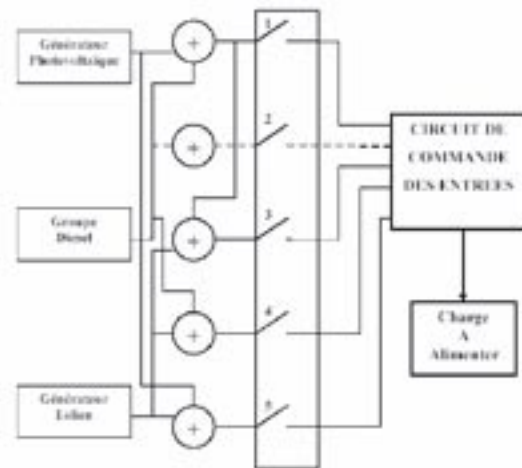 Générateur
Photovoltaïque
Groupe
Diesel
Générateur
Eolien
+
+
+
+
+
1
2
3
4
5
CIRCUIT DE
COMMANDE
DES ENTREES
Charge
A
Alimenter